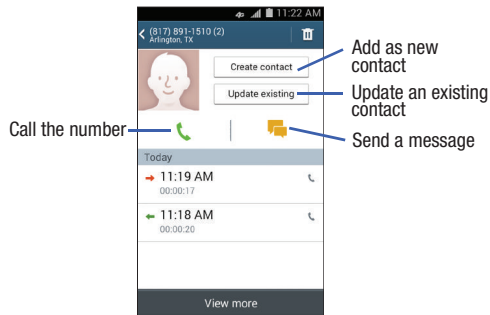 4G 11:22 AM
(817) 891-1510 (2)
Arlington, TX
Create contact
Update existing
Add as new
contact
Update an existing
contact
Call the number
Send a message
Today
11:19 AM
00:00:17
11:18 AM
00:00:20
View more